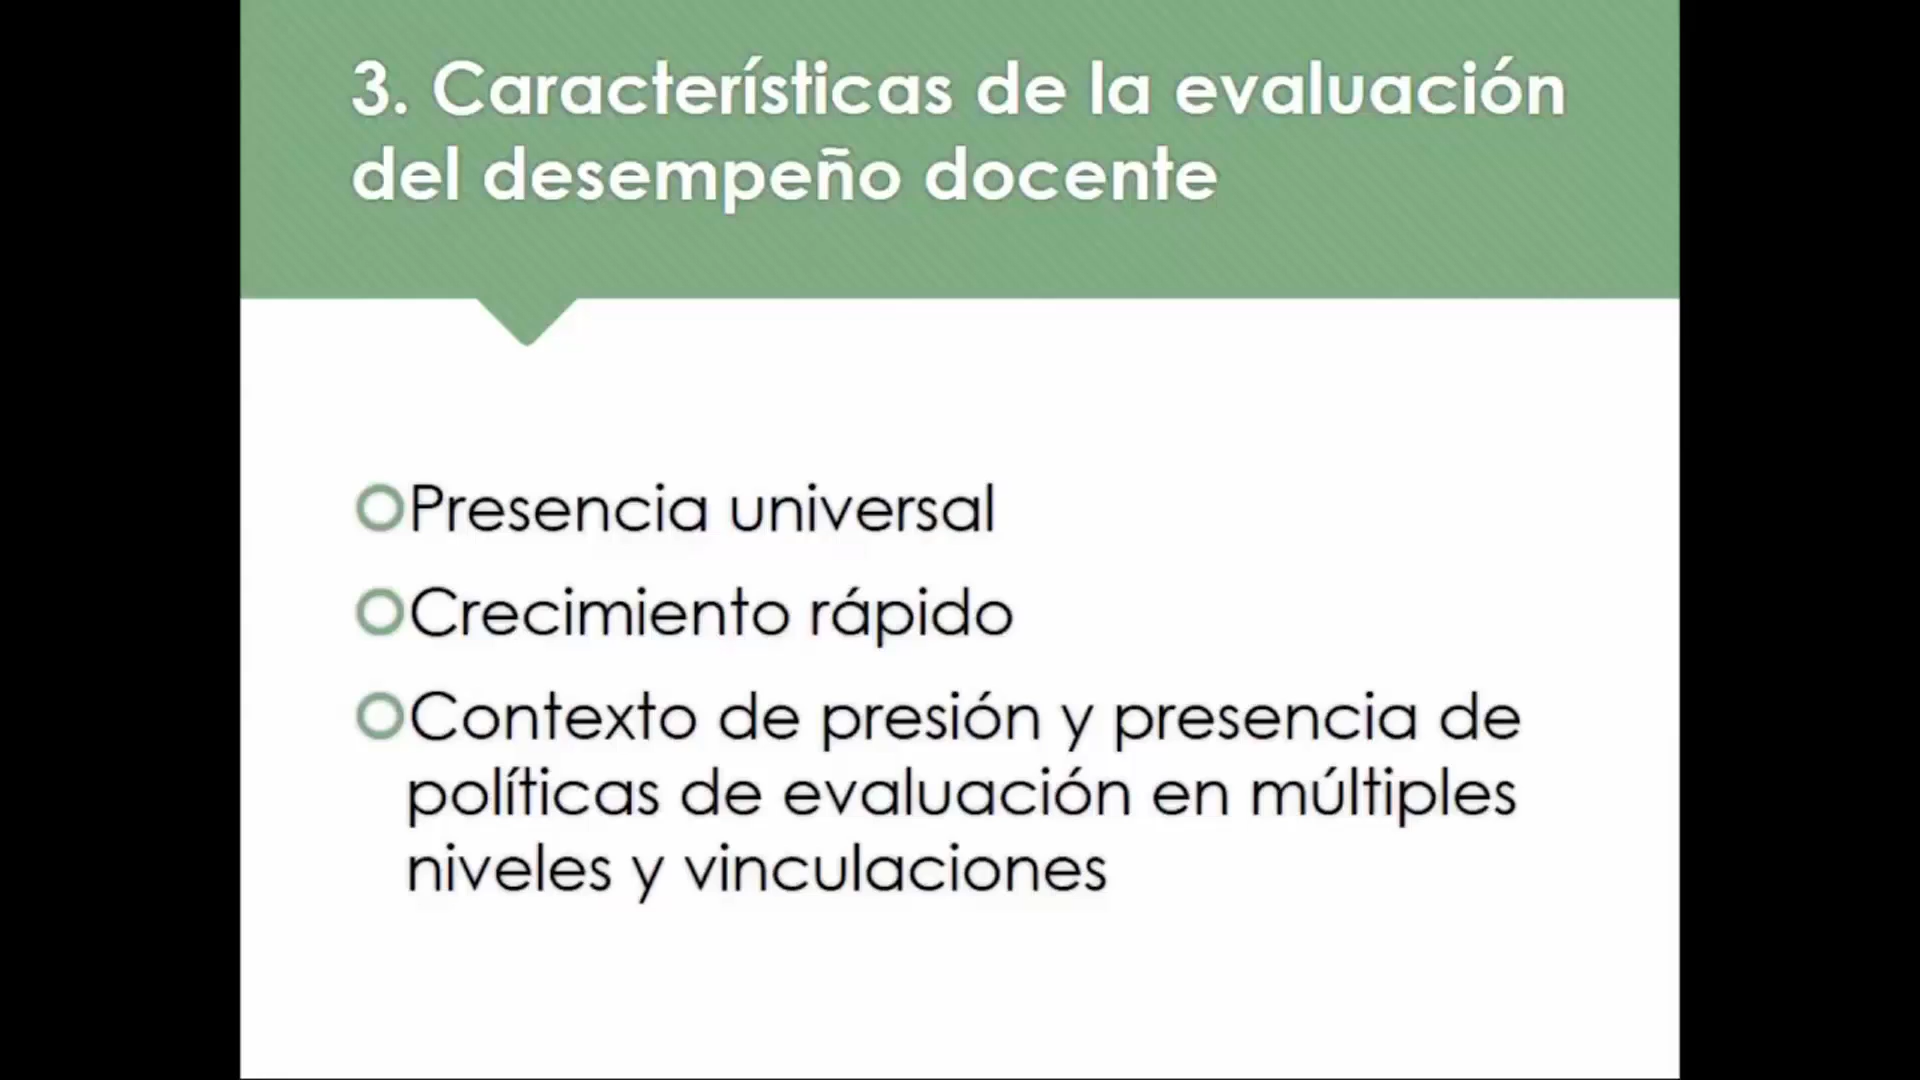 3. Características de la evaluación
del desempeño docente
Presencia universal
Crecimiento rápido
Contexto de presión y presencia de
políticas de evaluación en múltiples
niveles y vinculaciones